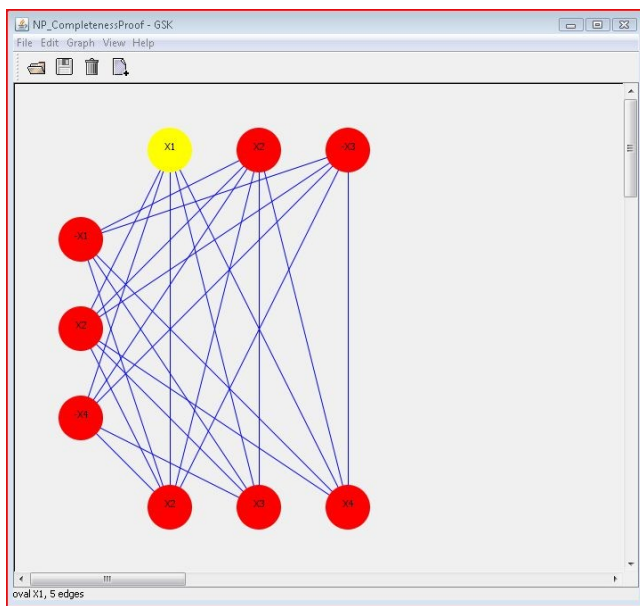 NP_CompletenessProof - GSK
File Edit Graph View Help
X1 X2 -X3
-X1
X2
-X4
X2 X3 X4
oval X1, 5 edges